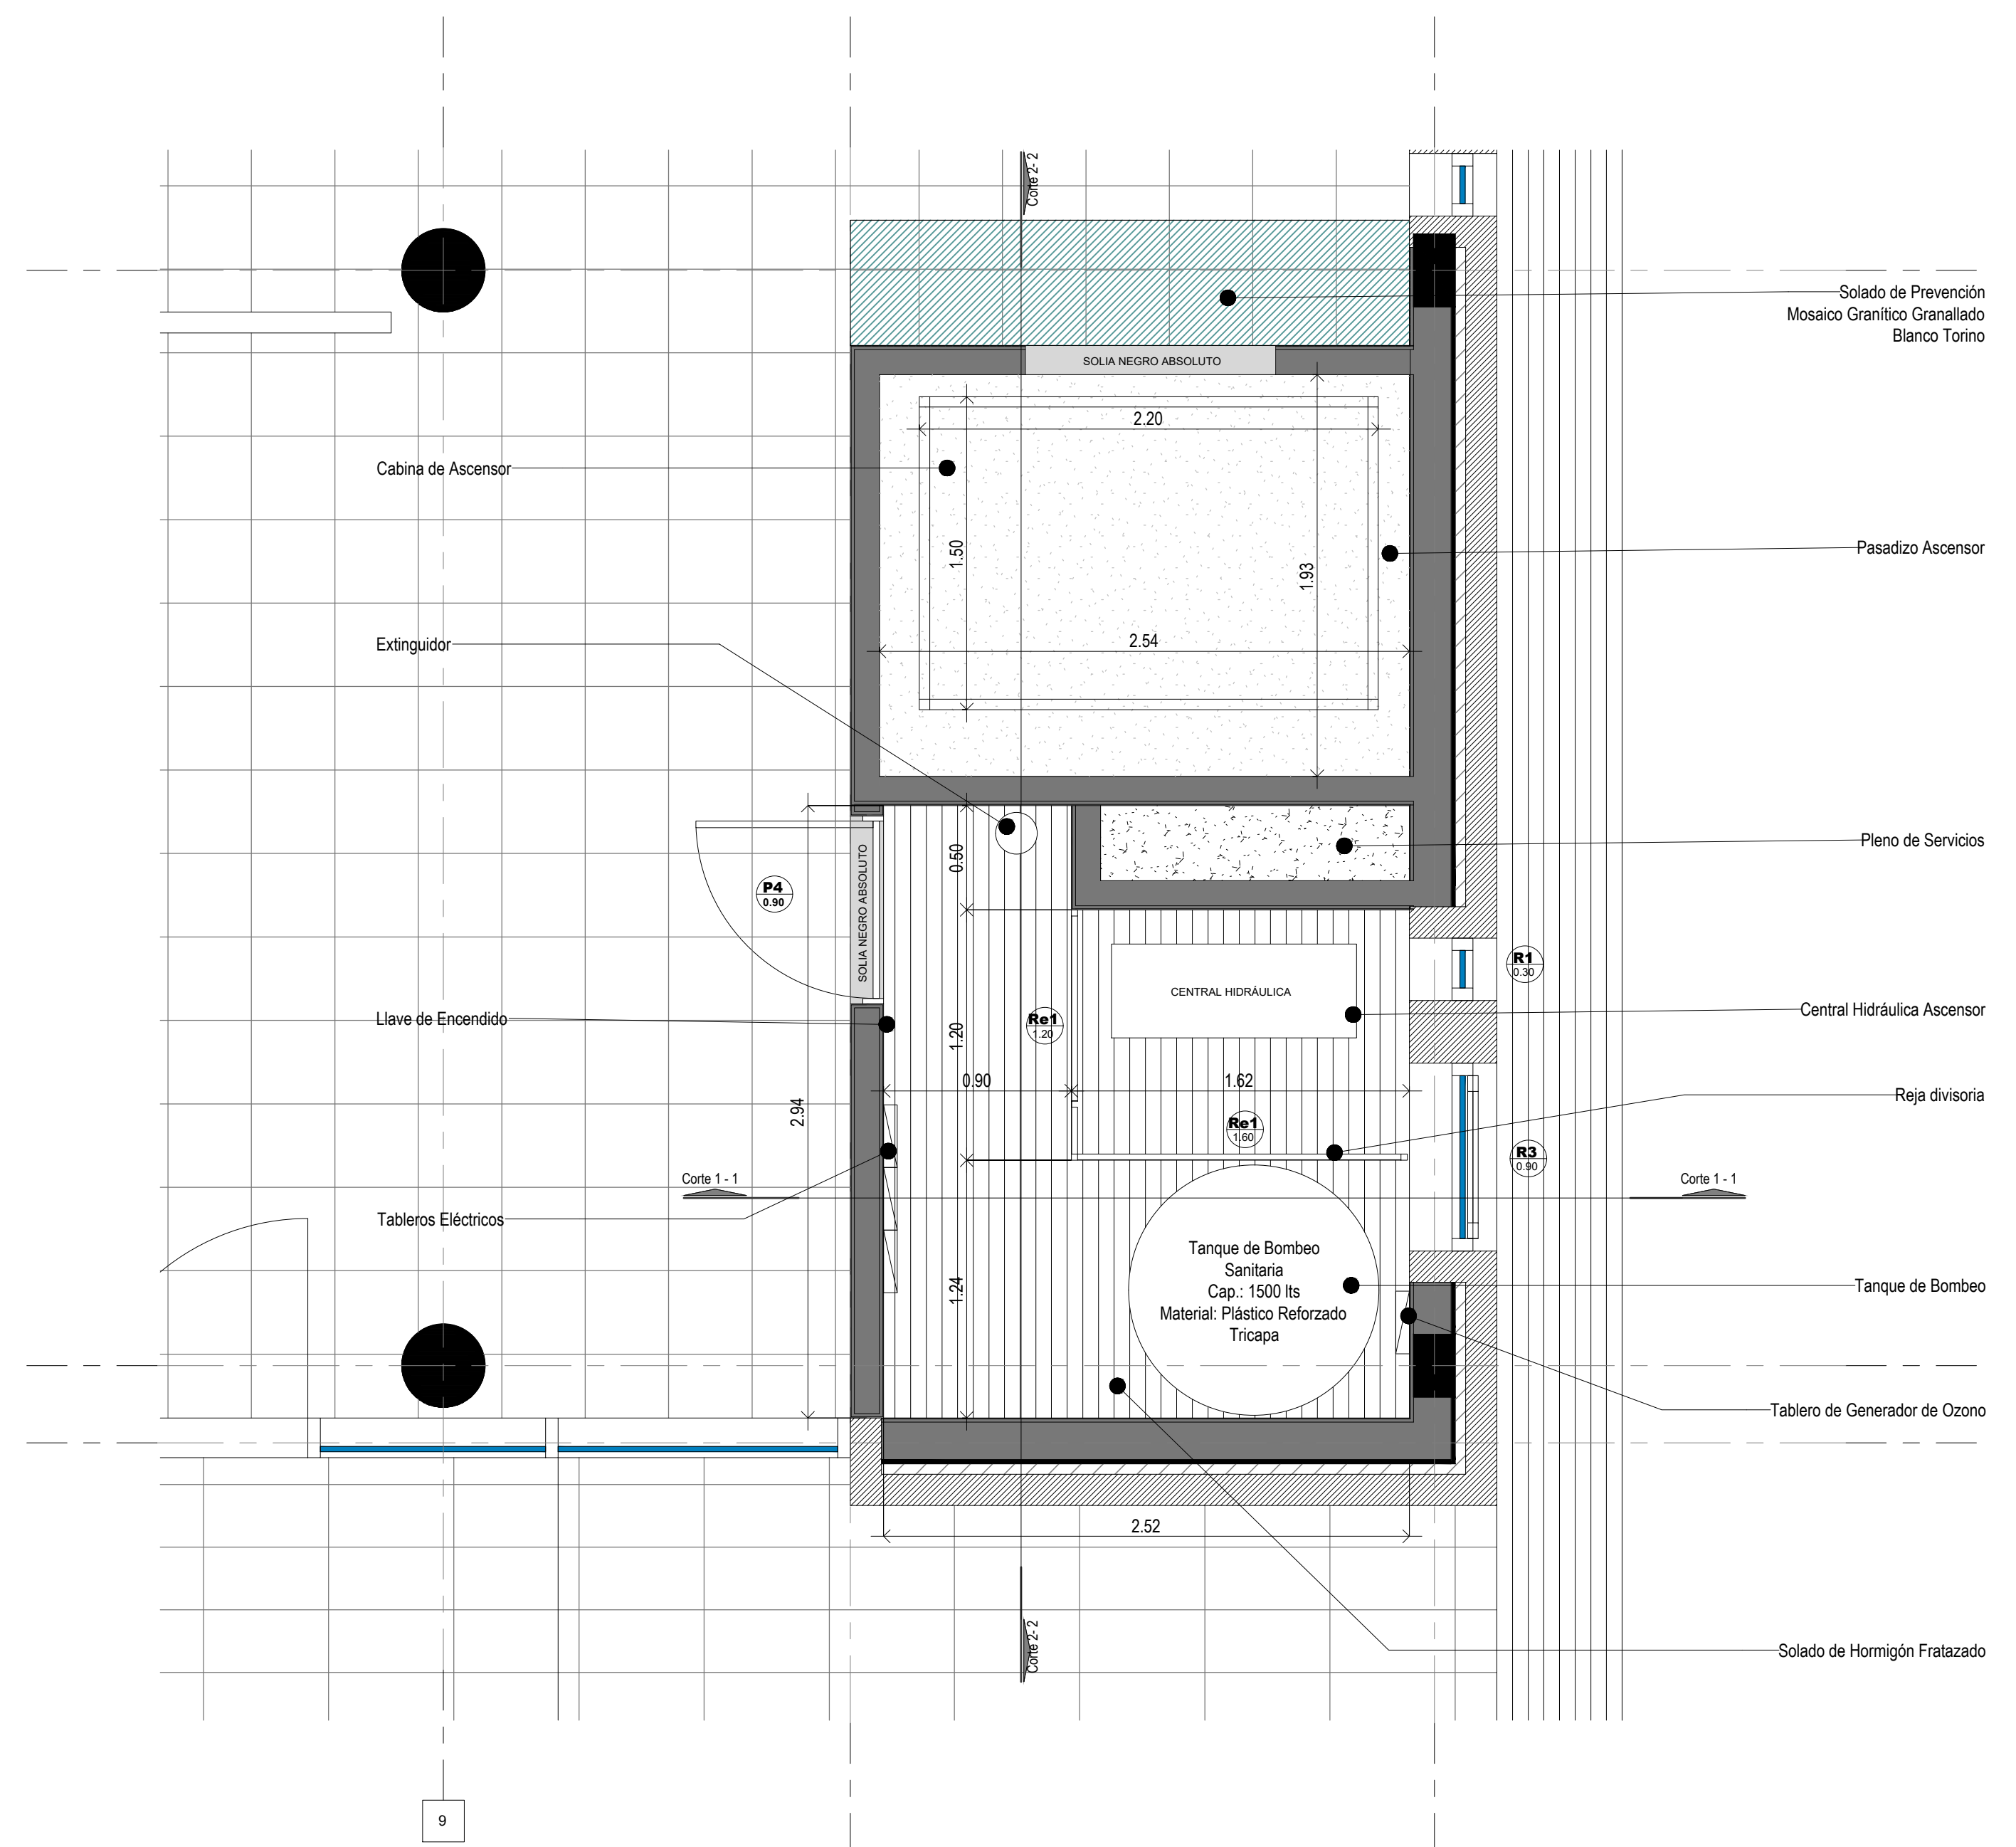 Corte 2- 2
Solado de Prevención
Mosaico Granítico Granallado
Blanco Torino
SOLIA NEGRO ABSOLUTO
2.20
Cabina de Ascensor
1.50
Pasadizo Ascensor
1.93
2.54
Extinguidor
0.50
Pleno de Servicios
SOLIA NEGRO ABSOLUTO
P4
0.90
R1
0.30
CENTRAL HIDRÁULICA
Central Hidráulica Ascensor
Llave de Encendido
Re1
1.20
1.20
0.90
1.62
Reja divisoria
2.94
Re1
1.60
R3
0.90
Corte 1 - 1
Corte 1 - 1
Tableros Eléctricos
Tanque de Bombeo
Sanitaria
Cap.: 1500 lts
Material: Plástico Reforzado
Tricapa
Tanque de Bombeo
1.24
Tablero de Generador de Ozono
2.52
Corte 2- 2
Solado de Hormigón Fratazado
9